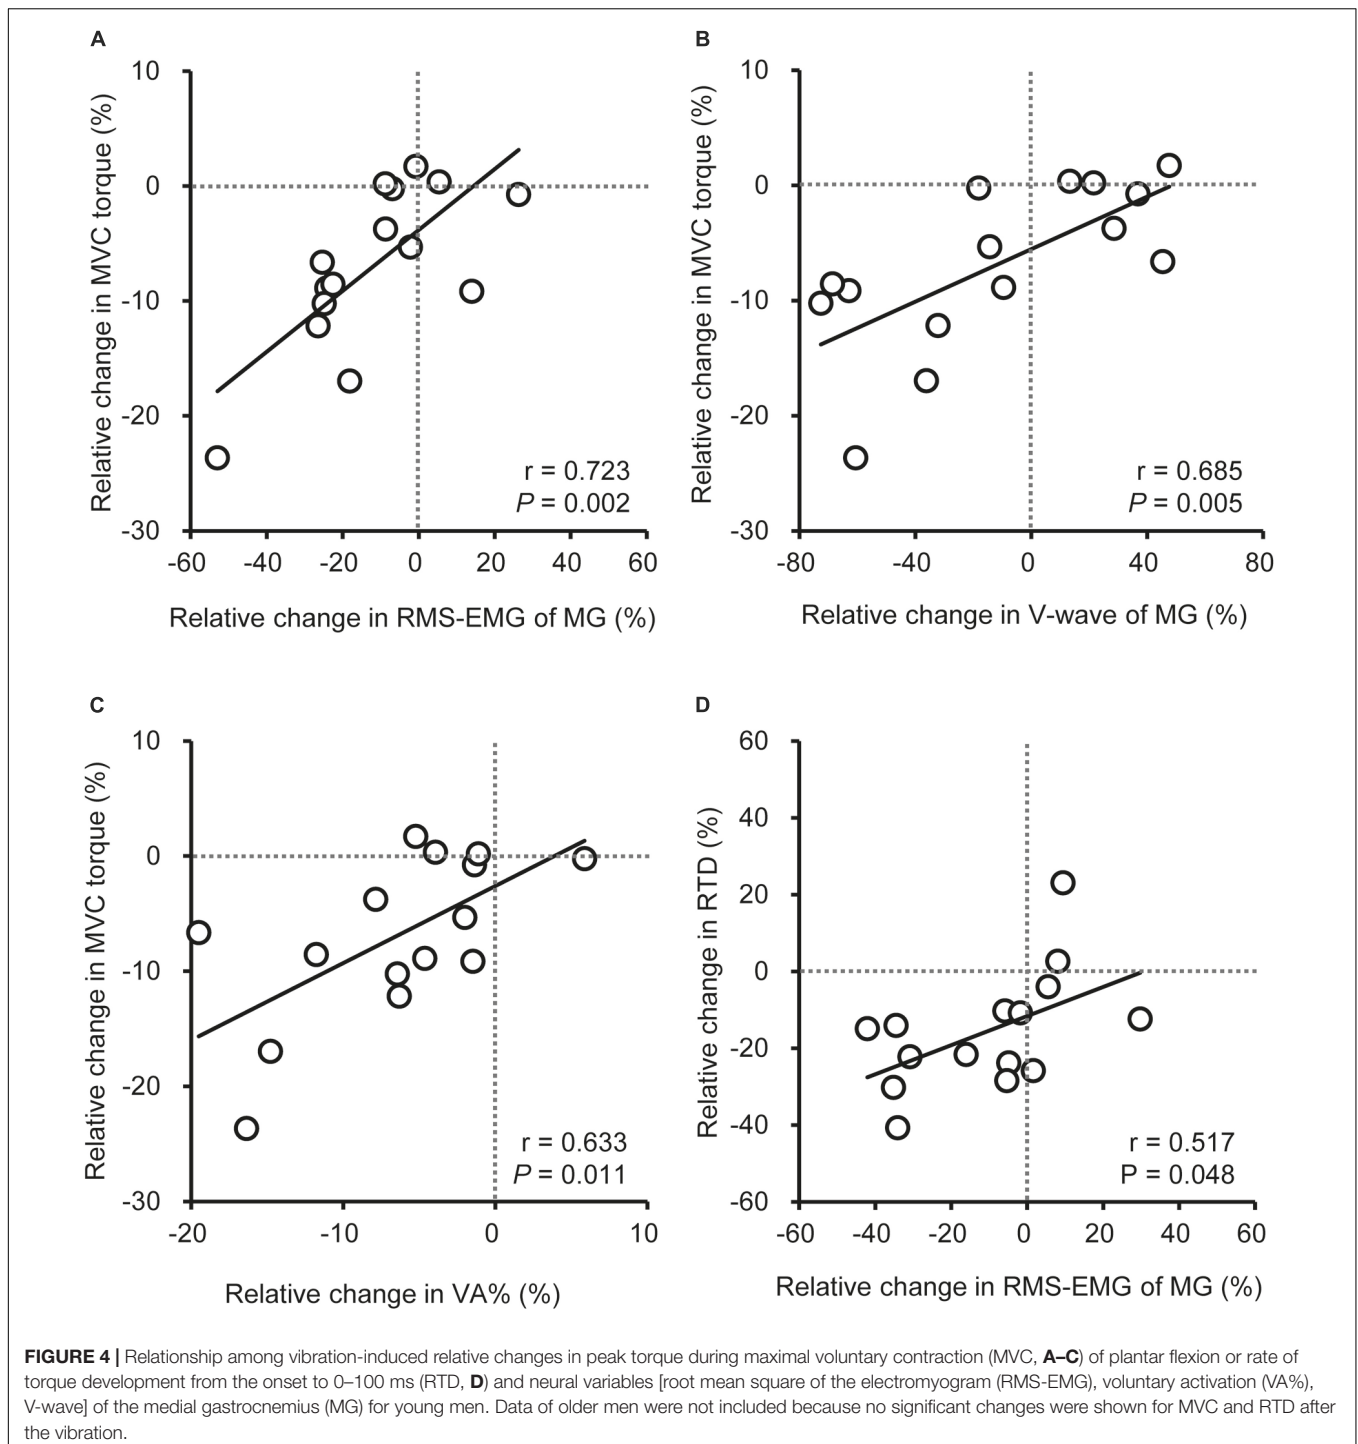 A
10
0
-10
-20
-30
Relative change in MVC torque (%)
r = 0.723
P = 0.002
-60 -40 -20 0 20 40 60
Relative change in RMS-EMG of MG (%)
B
10
0
-10
-20
-30
Relative change in MVC torque (%)
r = 0.685
P = 0.005
-80 -40 0 40 80
Relative change in V-wave of MG (%)
C
10
0
-10
-20
-30
Relative change in MVC torque (%)
r = 0.633
P = 0.011
-20 -10 0 10
Relative change in VA% (%)
D
60
40
20
0
-20
-40
-60
Relative change in RTD (%)
r = 0.517
P = 0.048
-60 -40 -20 0 20 40 60
Relative change in RMS-EMG of MG (%)
FIGURE 4 | Relationship among vibration-induced relative changes in peak torque during maximal voluntary contraction (MVC, A–C) of plantar flexion or rate of
torque development from the onset to 0–100 ms (RTD, D) and neural variables [root mean square of the electromyogram (RMS-EMG), voluntary activation (VA%),
V-wave] of the medial gastrocnemius (MG) for young men. Data of older men were not included because no significant changes were shown for MVC and RTD after
the vibration.